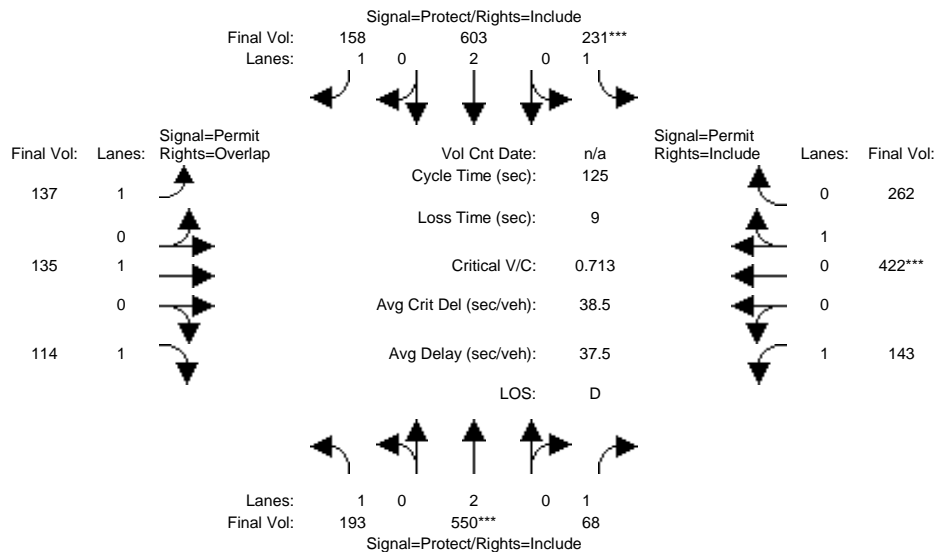 Signal=Protect/Rights=Include
Final Vol: 158 603 231***
Lanes: 1 0 2 0 1
Signal=Permit Signal=Permit
Final Vol: Lanes: Rights=Overlap Vol Cnt Date: n/a Rights=Include Lanes: Final Vol:
Cycle Time (sec): 125
137 1 0 262
Loss Time (sec): 9
0 1
135 1 Critical V/C: 0.713 0 422***
0 Avg Crit Del (sec/veh): 38.5 0
114 1 Avg Delay (sec/veh): 37.5 1 143
LOS: D
Lanes: 1 0 2 0 1
Final Vol: 193 550*** 68
Signal=Protect/Rights=Include